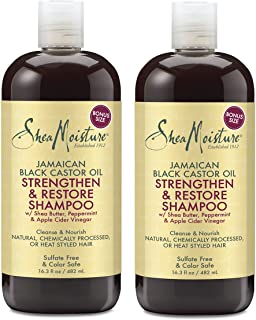 BONUS
SIZE
SheaMoisture
Established 1912
JAMAICAN
BLACK CASTOR OIL
STRENGTHEN
& RESTORE
SHAMPOO
w/ Shea Butter, Peppermint
& Apple Cider Vinegar
Cleanse & Nourish
NATURAL, CHEMICALLY PROCESSED,
OR HEAT STYLED HAIR
Sulfate Free
& Color Safe
16.3 fl oz / 482 mL
BONUS
SIZE
SheaMoisture
Established 1912
JAMAICAN
BLACK CASTOR OIL
STRENGTHEN
& RESTORE
SHAMPOO
w/ Shea Butter, Peppermint
& Apple Cider Vinegar
Cleanse & Nourish
NATURAL, CHEMICALLY PROCESSED,
OR HEAT STYLED HAIR
Sulfate Free
& Color Safe
16.3 fl oz / 482 mL